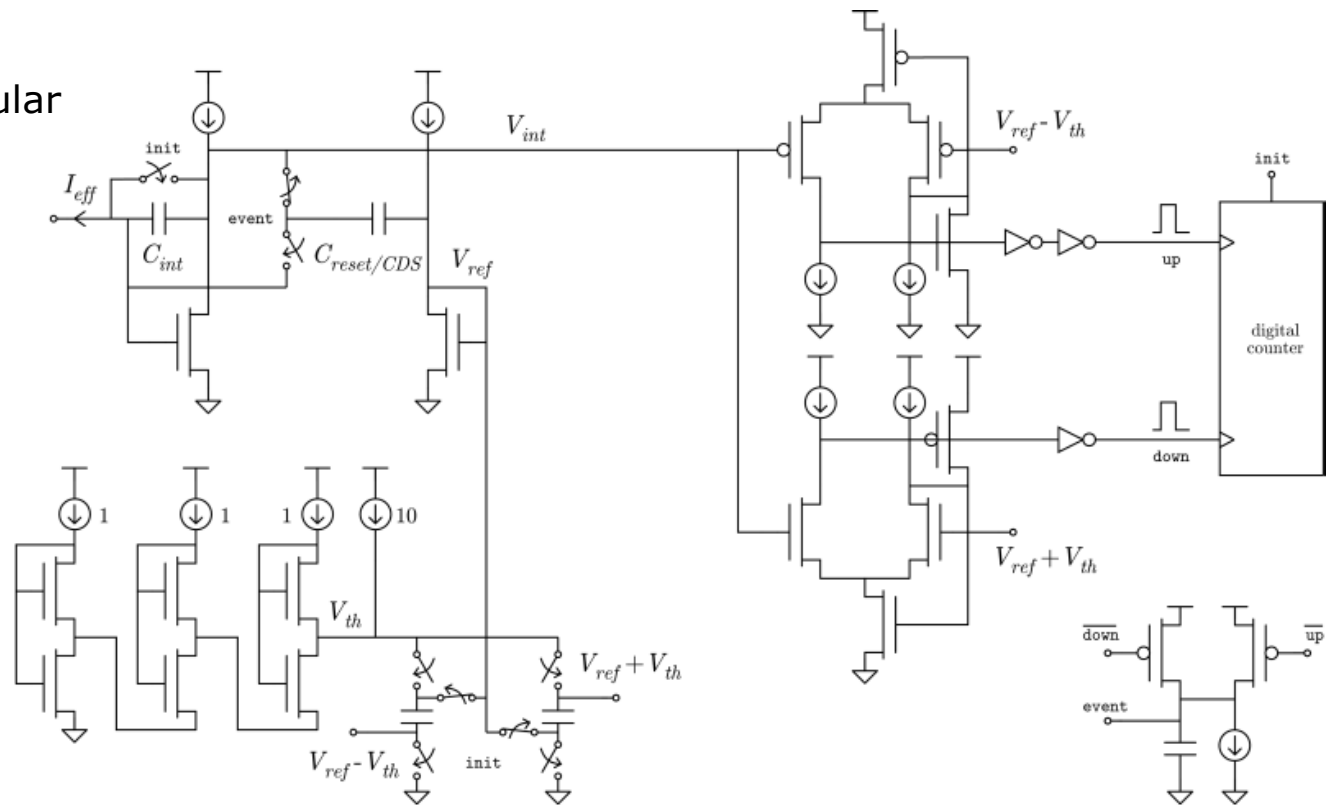 ular
init
I_eff
C_int
event
C_reset/CDS
V_int
V_ref
V_ref - V_th
V_ref + V_th
up
down
init
digital
counter
1
1
1
10
V_th
V_ref + V_th
V_ref - V_th
init
down
up
event